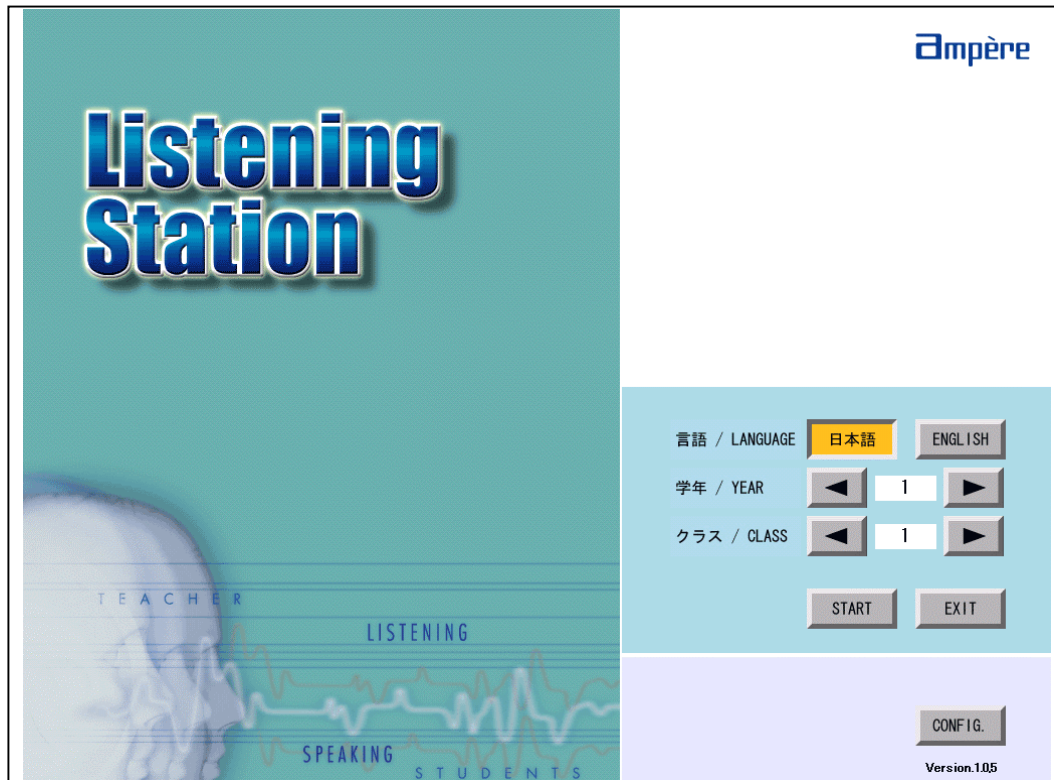 Listening
Station
TEACHER
LISTENING
SPEAKING
STUDENTS
ampère
言語 / LANGUAGE 日本語 ENGLISH
学年 / YEAR 1
クラス / CLASS 1
START EXIT
CONFIG.
Version.1.0,5